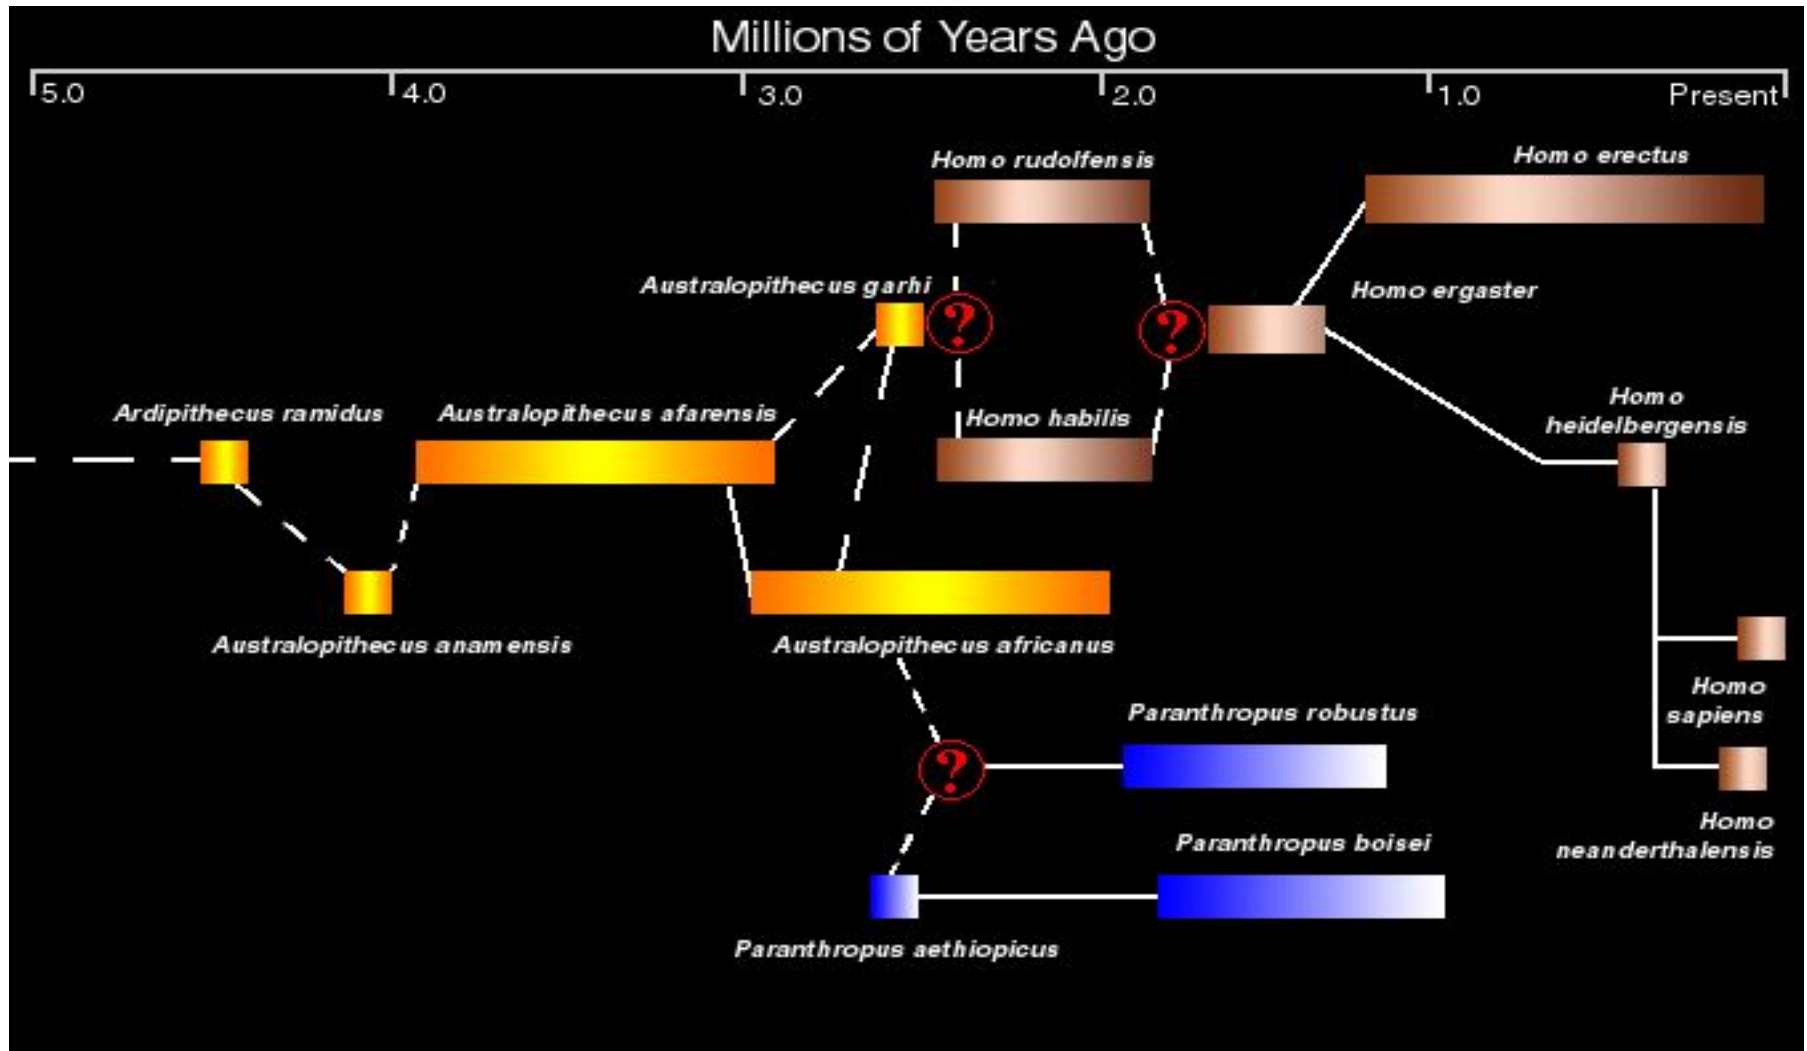 Millions of Years Ago
5.0 4.0 3.0 2.0 1.0 Present
Homo rudolfensis
Homo erectus
Australopithecus garhi
?
?
Homo ergaster
Ardipithecus ramidus
Australopithecus afarensis
Homo habilis
Homo
heidelbergensis
Australopithecus anamensis
Australopithecus africanus
Homo
sapiens
Paranthropus robustus
?
Homo
neanderthalensis
Paranthropus boisei
Paranthropus aethiopicus